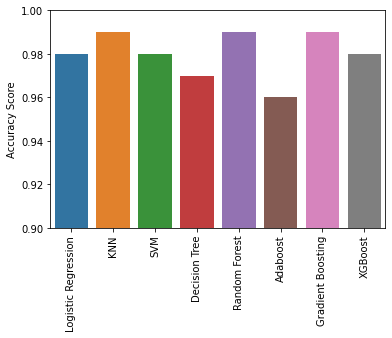 1.00
0.98
0.96
0.94
0.92
0.90
Accuracy Score
Logistic Regression
KNN
SVM
Decision Tree
Random Forest
Adaboost
Gradient Boosting
XGBoost